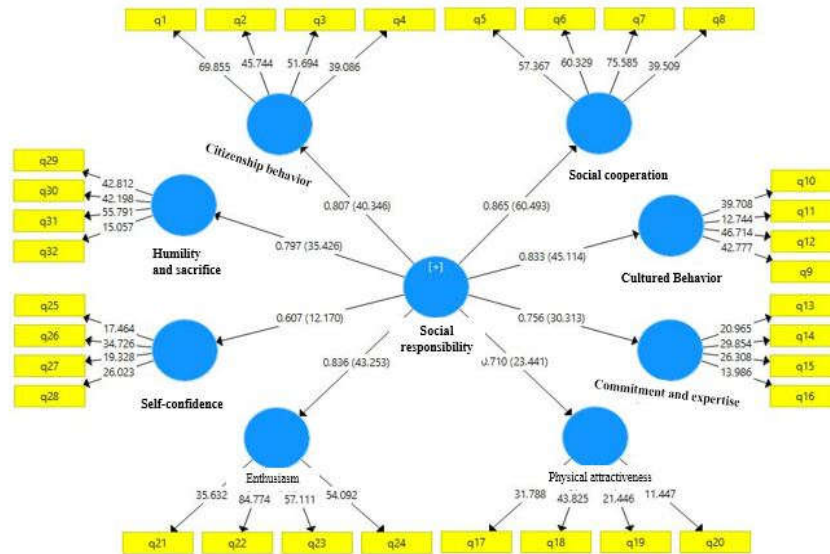 q1
q2
q3
q4
q5
q6
q7
q8
69.855
45.744
51.694
39.086
57.367
60.329
75.585
39.509
Citizenship behavior
Social cooperation
q29
q30
q31
q32
42.812
42.198
55.791
15.057
Humility
and sacrifice
0.807 (40.346)
0.865 (60.493)
0.797 (35.426)
0.833 (45.114)
q10
q11
q12
q9
39.708
12.744
46.714
42.777
Cultured Behavior
[+]
Social
responsibility
q25
q26
q27
q28
17.464
34.726
19.328
26.023
Self-confidence
0.607 (12.170)
0.756 (30.313)
0.836 (43.253)
0.710 (23.441)
q13
q14
q15
q16
20.965
29.854
26.308
13.986
Commitment and expertise
Enthusiasm
Physical attractiveness
35.632
84.774
57.111
54.092
31.788
43.825
21.446
11.447
q21
q22
q23
q24
q17
q18
q19
q20